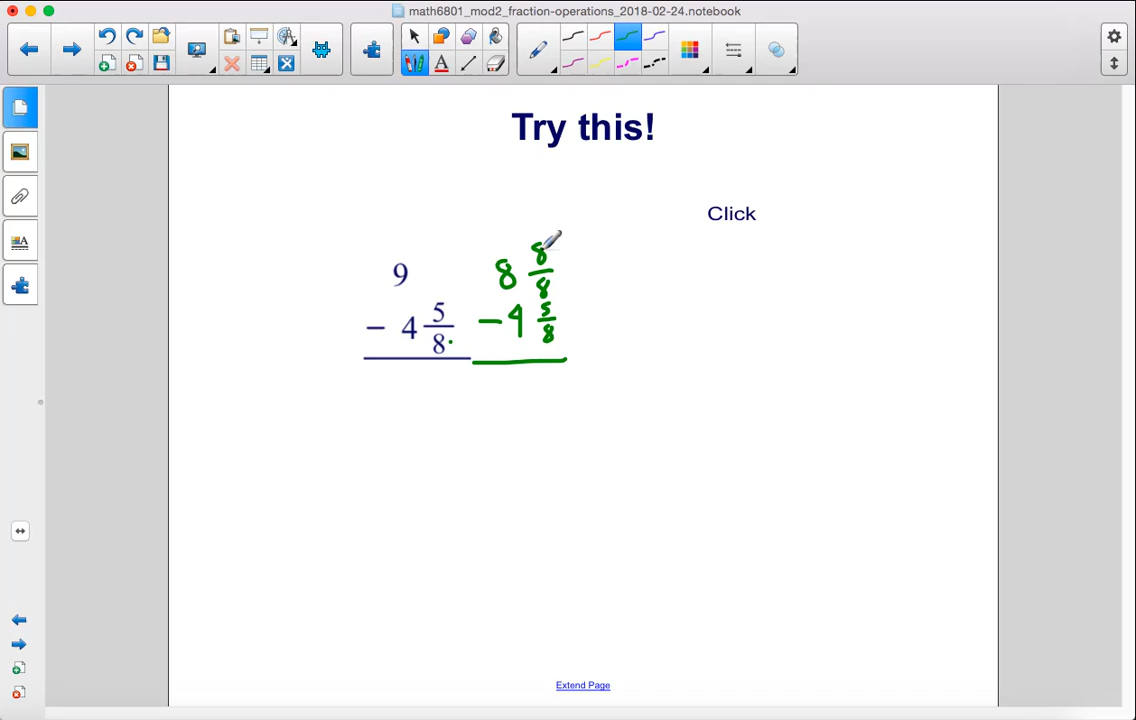 math6801_mod2_fraction-operations_2018-02-24.notebook
Try this!
Click
9
− 4 5/8
8 8/8
− 4 5/8
Extend Page